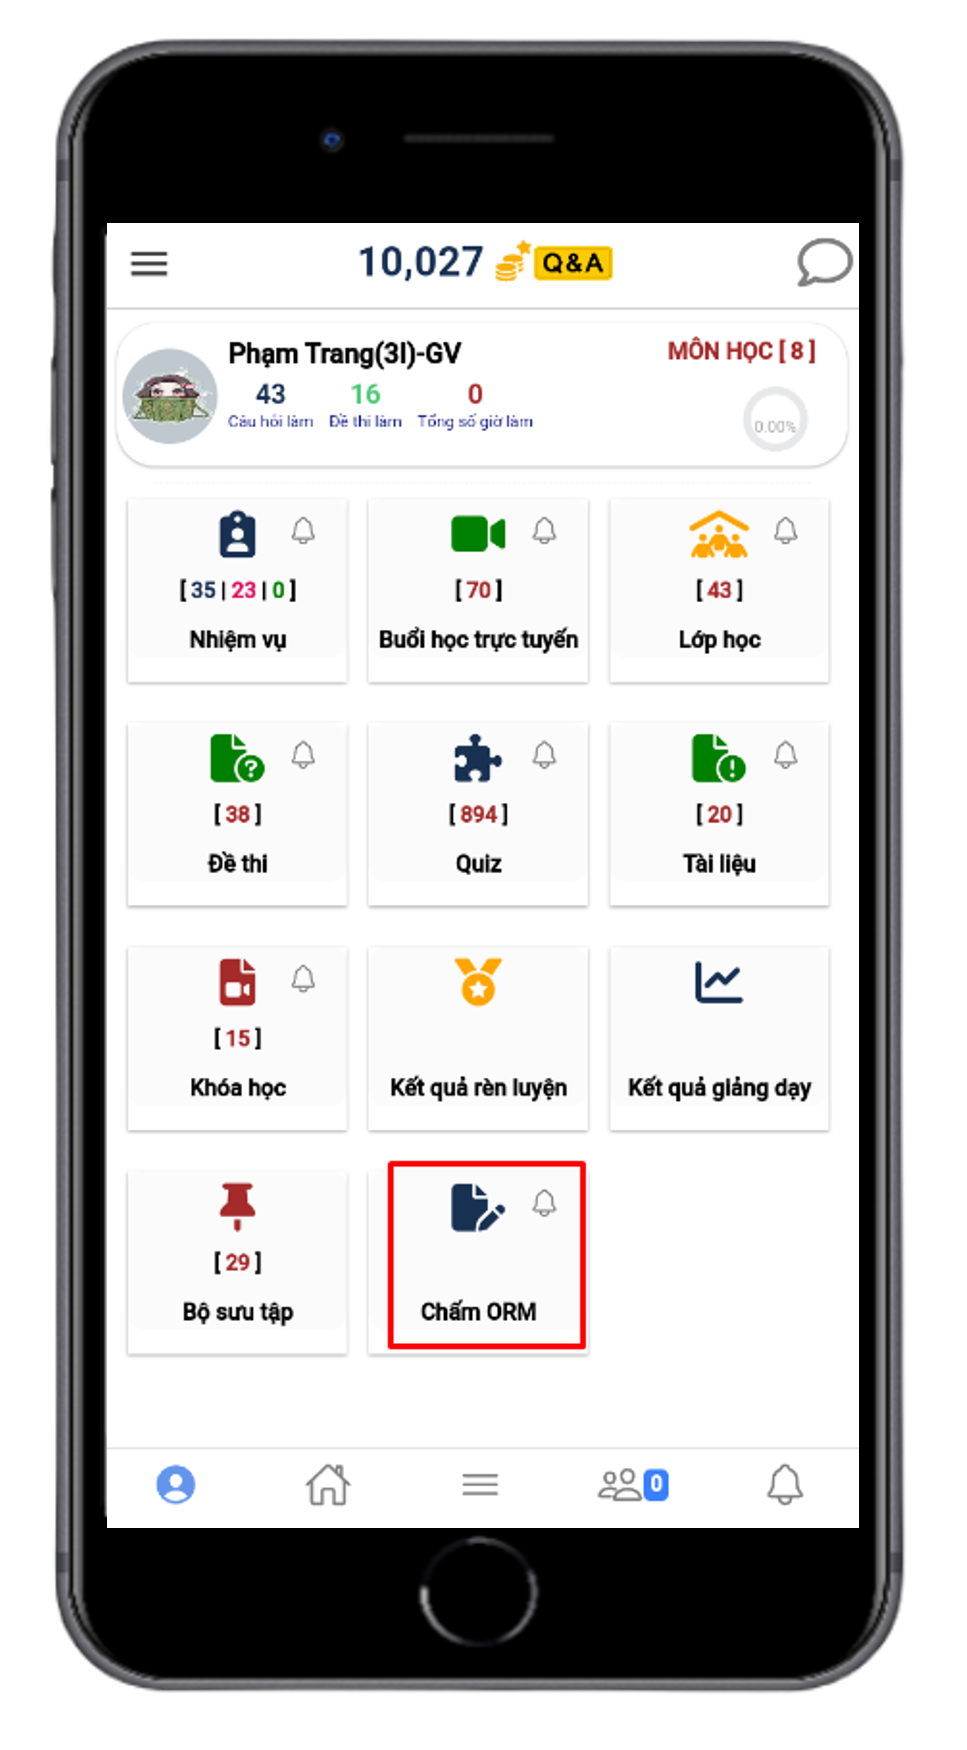 10,027 Q&A
Phạm Trang(3I)-GV
MÔN HỌC [ 8 ]
43 16 0
Câu hỏi làm Đề thi làm Tổng số giờ làm
0.00%
[ 35 | 23 | 0 ] [ 70 ] [ 43 ]
Nhiệm vụ Buổi học trực tuyến Lớp học
[ 38 ] [ 894 ] [ 20 ]
Đề thi Quiz Tài liệu
[ 15 ]
Khóa học Kết quả rèn luyện Kết quả giảng dạy
[ 29 ]
Bộ sưu tập Chấm ORM
0